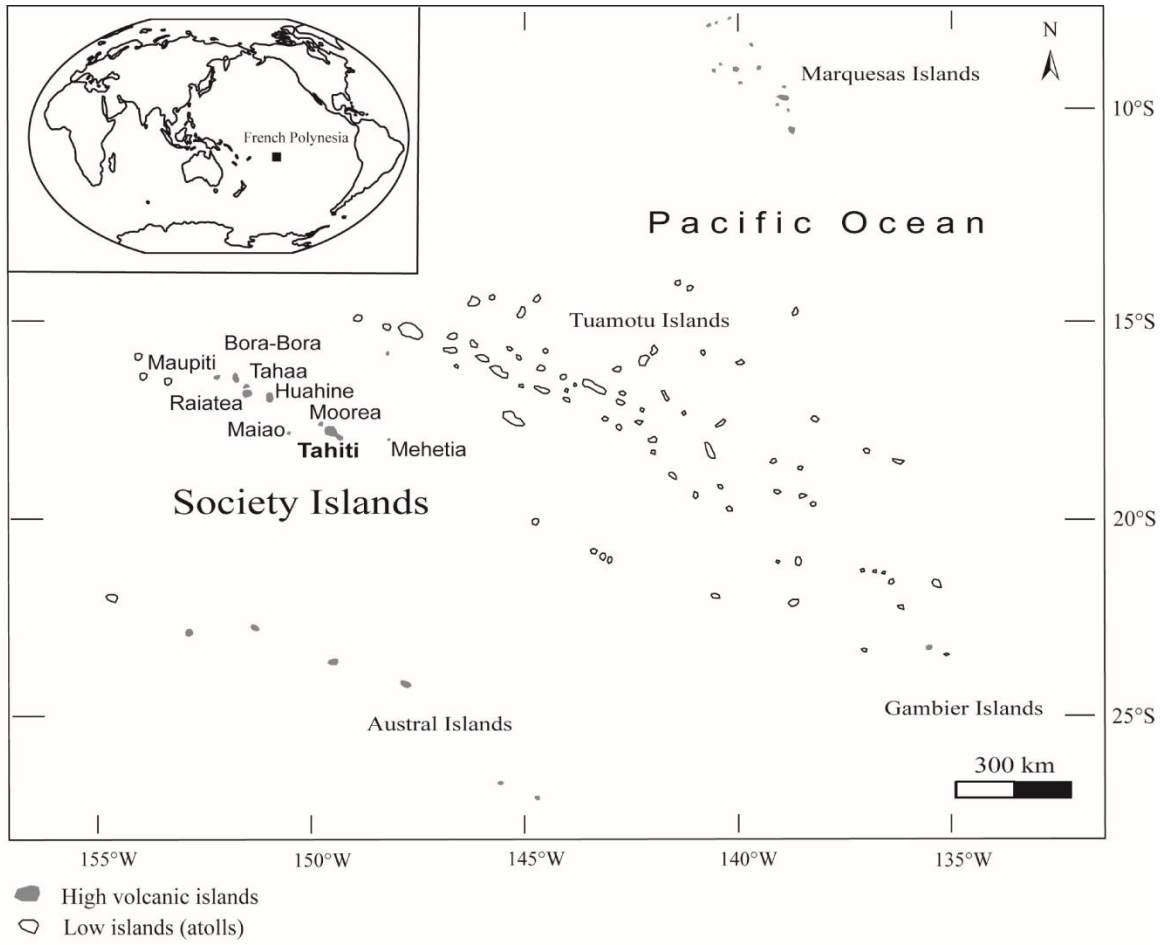 French Polynesia
N
Marquesas Islands
10°S
Pacific Ocean
Tuamotu Islands
15°S
Bora-Bora
Maupiti
Tahaa
Raiatea
Huahine
Moorea
Maiao
Tahiti
Mehetia
Society Islands
20°S
Gambier Islands
Austral Islands
25°S
300 km
155°W
150°W
145°W
140°W
135°W
High volcanic islands
Low islands (atolls)